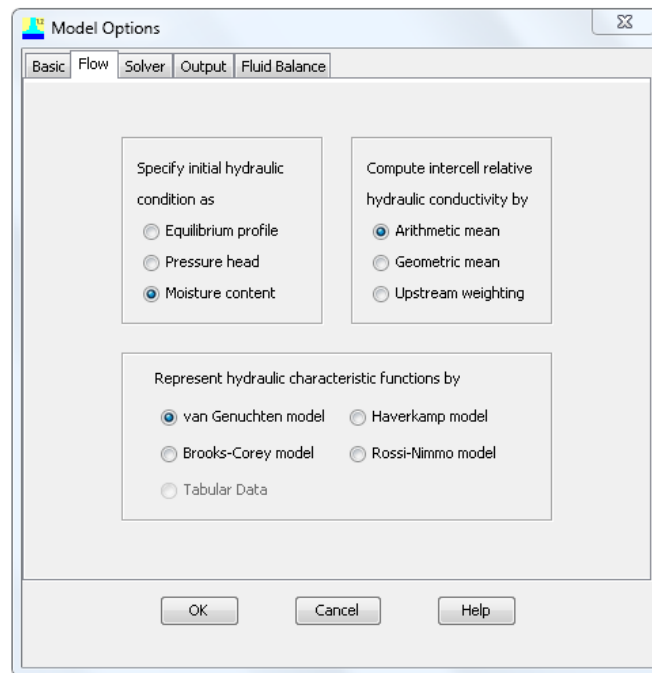 Model Options
Basic Flow Solver Output Fluid Balance
Specify initial hydraulic
condition as
Equilibrium profile
Pressure head
Moisture content
Compute intercell relative
hydraulic conductivity by
Arithmetic mean
Geometric mean
Upstream weighting
Represent hydraulic characteristic functions by
van Genuchten model Haverkamp model
Brooks-Corey model Rossi-Nimmo model
Tabular Data
OK Cancel Help